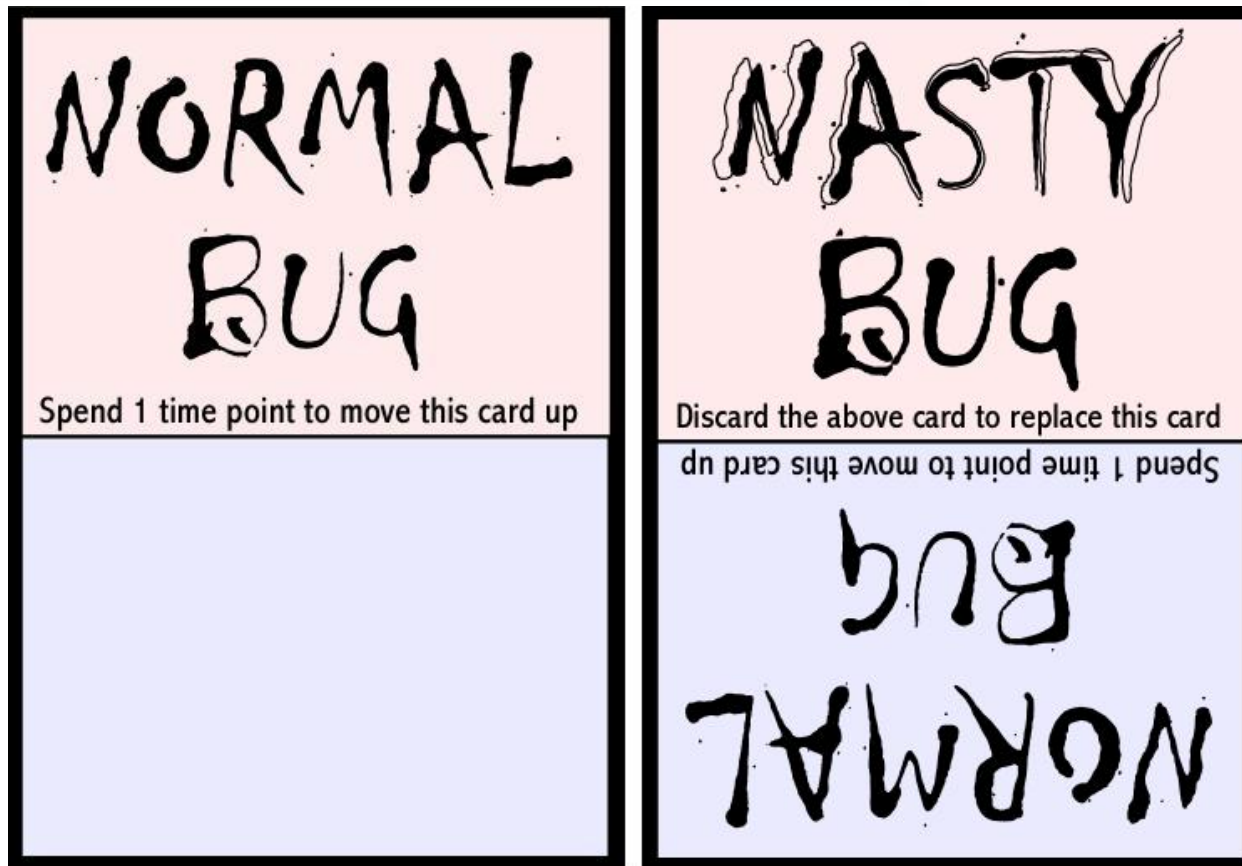 NORMAL
BUG
Spend 1 time point to move this card up
NASTY
BUG
Discard the above card to replace this card
Spend 1 time point to move this card up
BUG
NORMAL